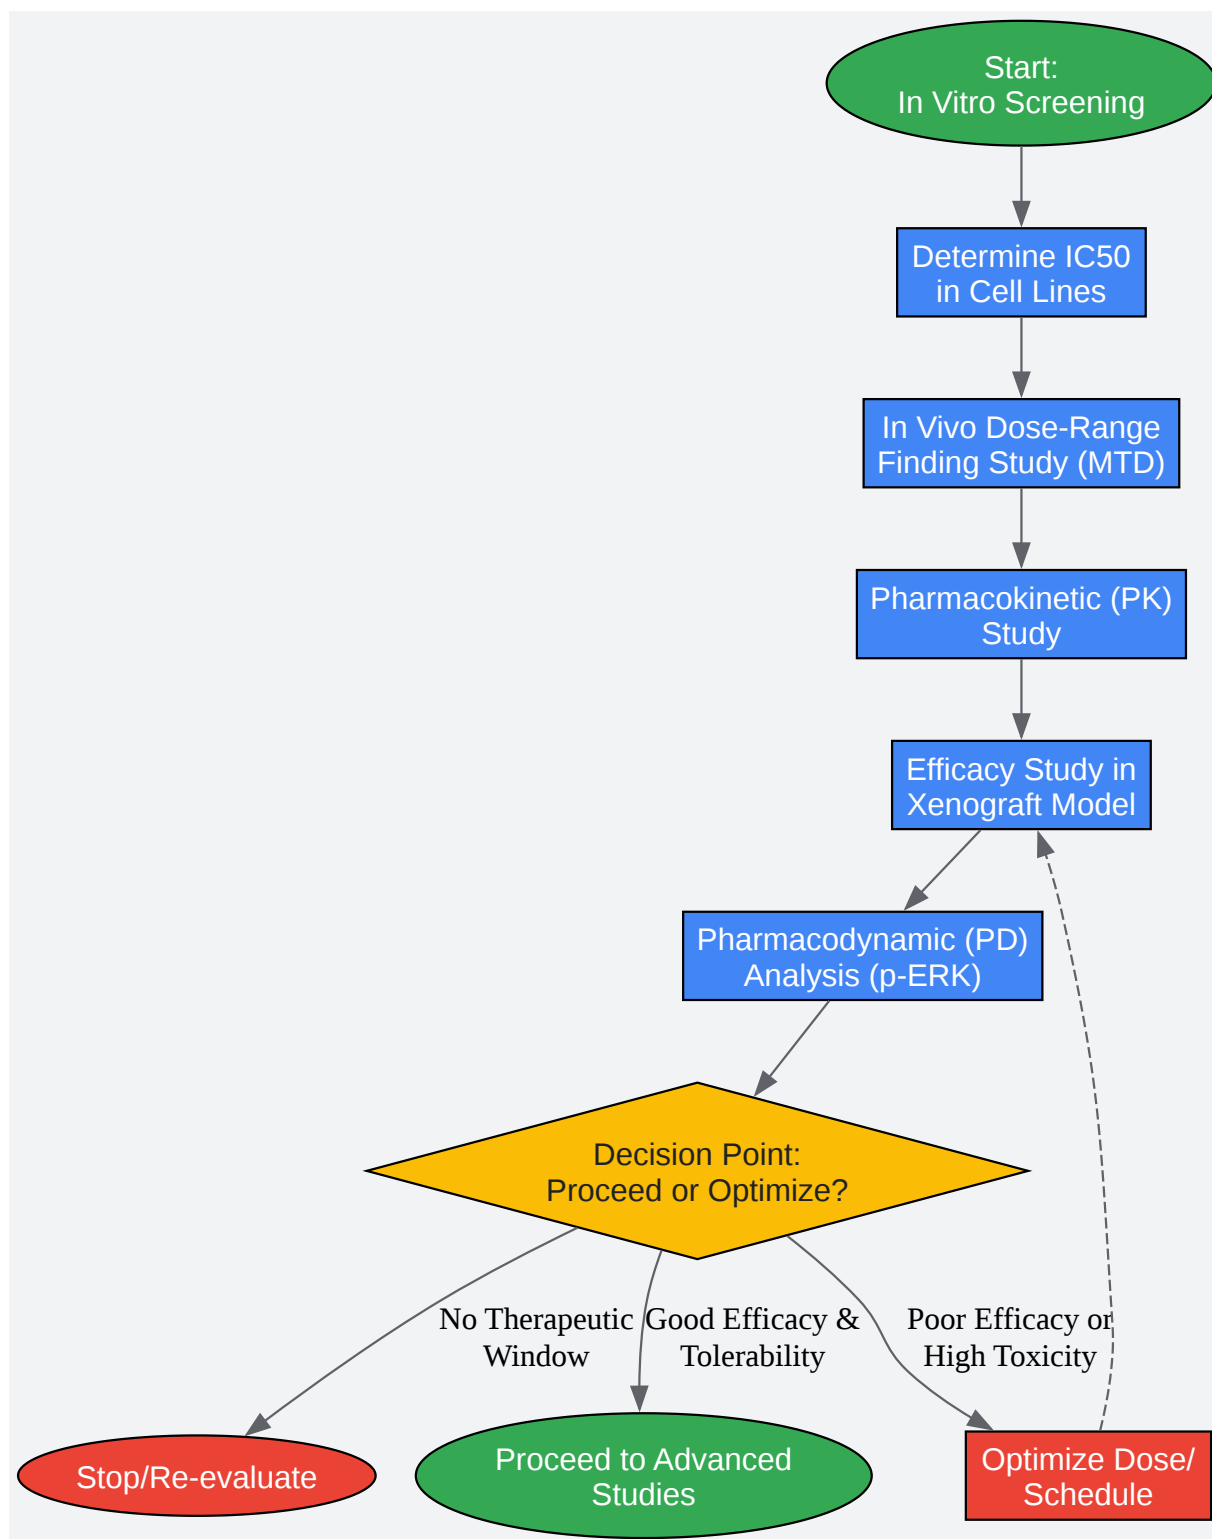 Start:
In Vitro Screening
Determine IC50
in Cell Lines
In Vivo Dose-Range
Finding Study (MTD)
Pharmacokinetic (PK)
Study
Efficacy Study in
Xenograft Model
Pharmacodynamic (PD)
Analysis (p-ERK)
Decision Point:
Proceed or Optimize?
No Therapeutic
Window
Good Efficacy &
Tolerability
Poor Efficacy or
High Toxicity
Stop/Re-evaluate
Proceed to Advanced
Studies
Optimize Dose/
Schedule